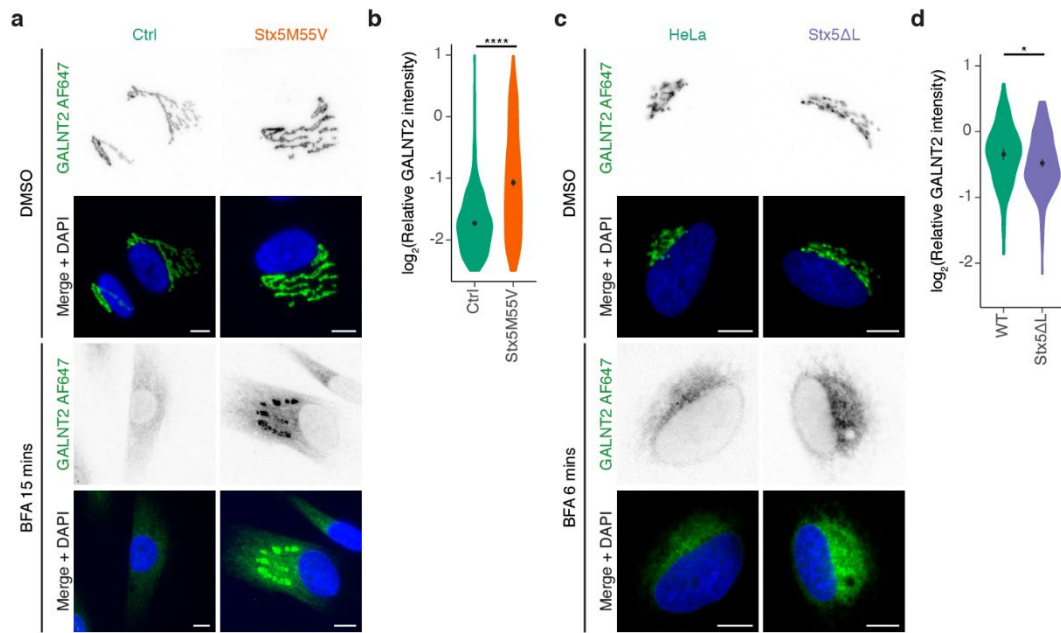 a
Ctrl
Stx5M55V
DMSO
GALNT2 AF647
Merge + DAPI
BFA 15 mins
GALNT2 AF647
Merge + DAPI
b
****
log₂(Relative GALNT2 intensity)
1
0
-1
-2
Ctrl
Stx5M55V
c
HeLa
Stx5ΔL
DMSO
GALNT2 AF647
Merge + DAPI
BFA 6 mins
GALNT2 AF647
Merge + DAPI
d
*
log₂(Relative GALNT2 intensity)
1
0
-1
-2
WT
Stx5ΔL